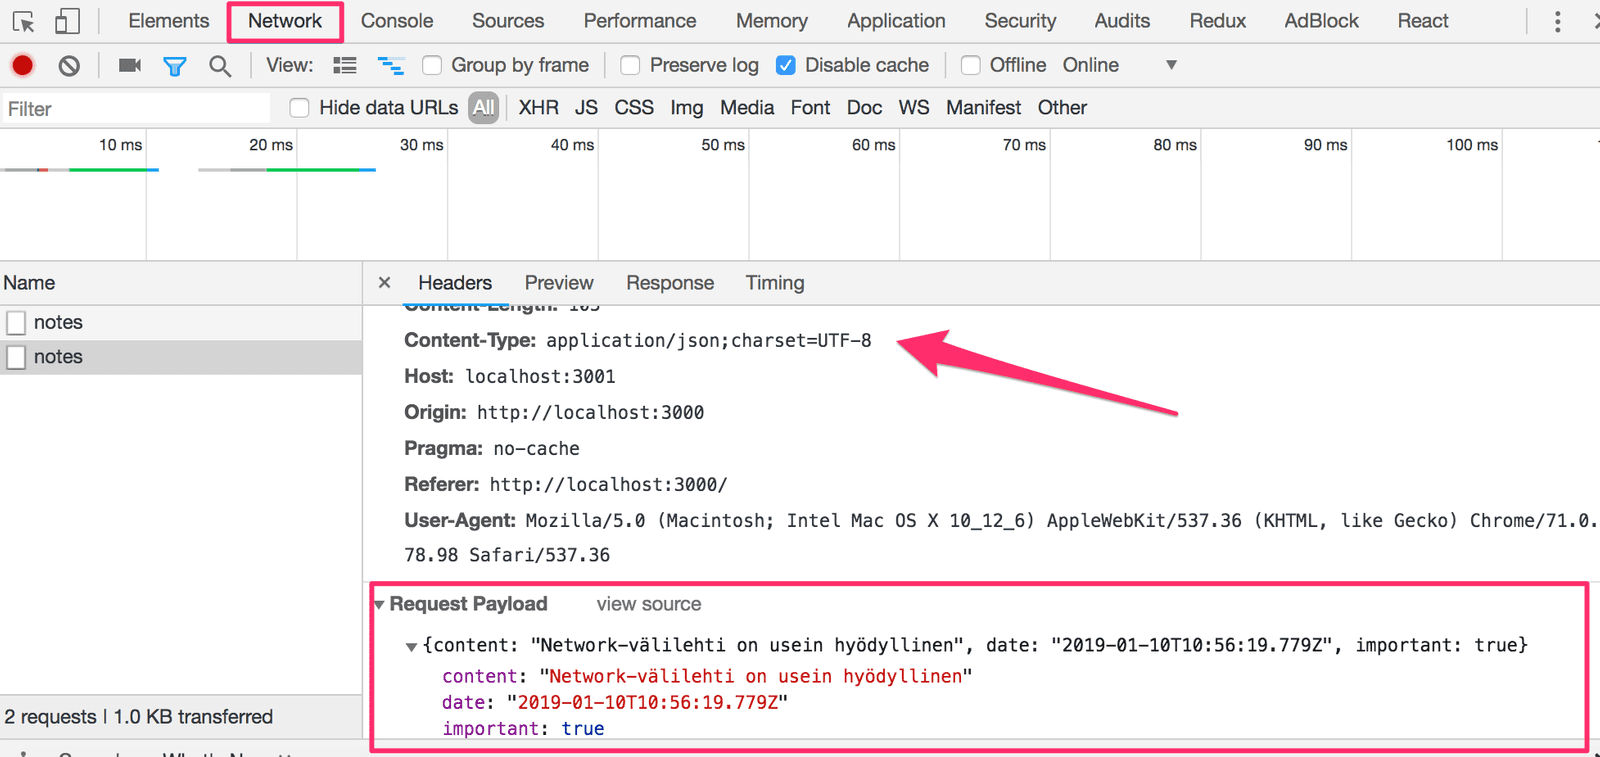 Elements Network Console Sources Performance Memory Application Security Audits Redux AdBlock React
View: Group by frame Preserve log Disable cache Offline Online
Filter Hide data URLs All XHR JS CSS Img Media Font Doc WS Manifest Other
10 ms 20 ms 30 ms 40 ms 50 ms 60 ms 70 ms 80 ms 90 ms 100 ms
Name
notes
notes
2 requests | 1.0 KB transferred
× Headers Preview Response Timing
Content-Length: 103
Content-Type: application/json;charset=UTF-8
Host: localhost:3001
Origin: http://localhost:3000
Pragma: no-cache
Referer: http://localhost:3000/
User-Agent: Mozilla/5.0 (Macintosh; Intel Mac OS X 10_12_6) AppleWebKit/537.36 (KHTML, like Gecko) Chrome/71.0.
78.98 Safari/537.36
Request Payload view source
{content: "Network-välilehti on usein hyödyllinen", date: "2019-01-10T10:56:19.779Z", important: true}
content: "Network-välilehti on usein hyödyllinen"
date: "2019-01-10T10:56:19.779Z"
important: true